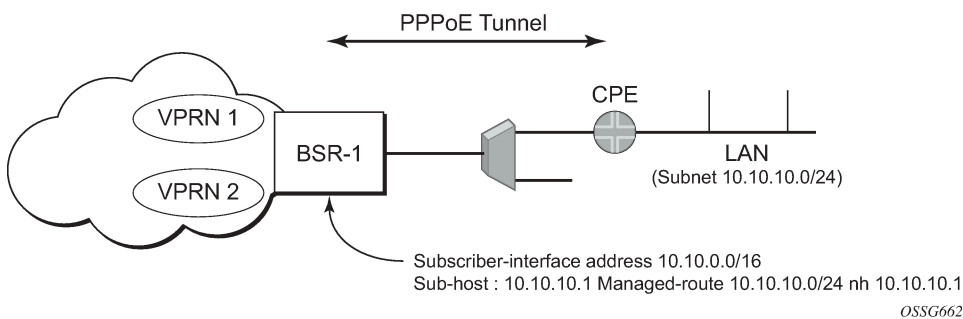 PPPoE Tunnel
VPRN 1
BSR-1
VPRN 2
CPE
LAN
(Subnet 10.10.10.0/24)
Subscriber-interface address 10.10.0.0/16
Sub-host : 10.10.10.1 Managed-route 10.10.10.0/24 nh 10.10.10.1
OSSG662